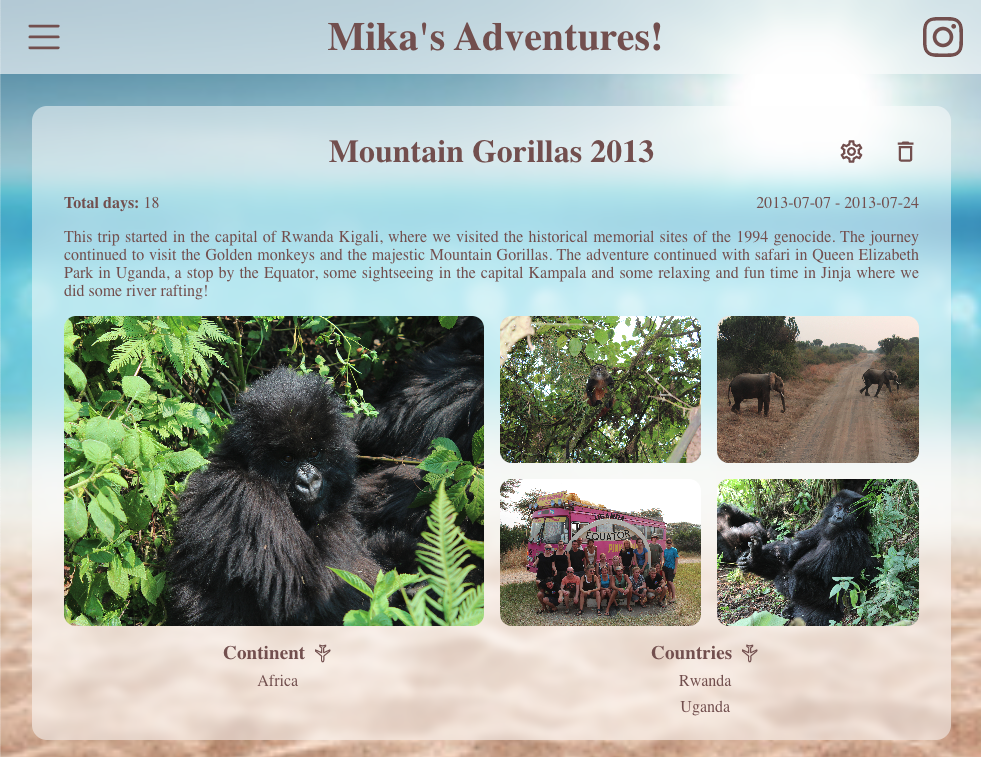 Mika's Adventures!
Mountain Gorillas 2013
Total days: 18
2013-07-07 - 2013-07-24
This trip started in the capital of Rwanda Kigali, where we visited the historical memorial sites of the 1994 genocide. The journey
continued to visit the Golden monkeys and the majestic Mountain Gorillas. The adventure continued with safari in Queen Elizabeth
Park in Uganda, a stop by the Equator, some sightseeing in the capital Kampala and some relaxing and fun time in Jinja where we
did some river rafting!
EQUATOR
Continent
Countries
Africa
Rwanda
Uganda